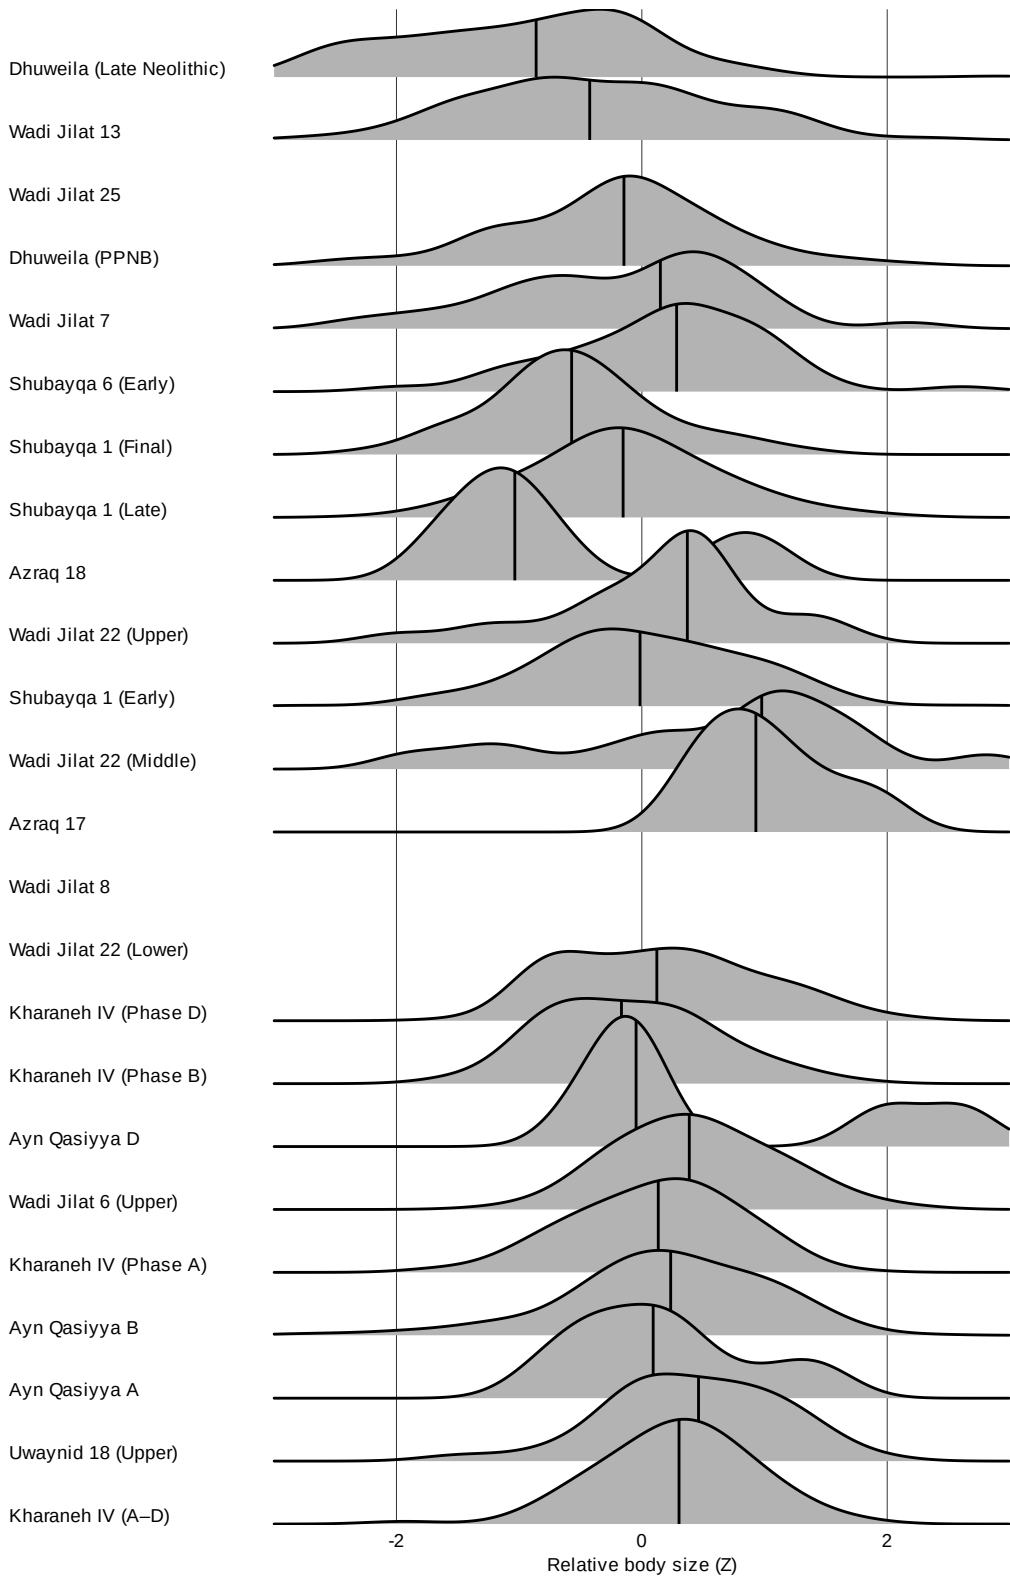 Dhuweila (Late Neolithic)
Wadi Jilat 13
Wadi Jilat 25
Dhuweila (PPNB)
Wadi Jilat 7
Shubayqa 6 (Early)
Shubayqa 1 (Final)
Shubayqa 1 (Late)
Azraq 18
Wadi Jilat 22 (Upper)
Shubayqa 1 (Early)
Wadi Jilat 22 (Middle)
Azraq 17
Wadi Jilat 8
Wadi Jilat 22 (Lower)
Kharaneh IV (Phase D)
Kharaneh IV (Phase B)
Ayn Qasiyya D
Wadi Jilat 6 (Upper)
Kharaneh IV (Phase A)
Ayn Qasiyya B
Ayn Qasiyya A
Uwaynid 18 (Upper)
Kharaneh IV (A–D)
-2 0 2
Relative body size (Z)